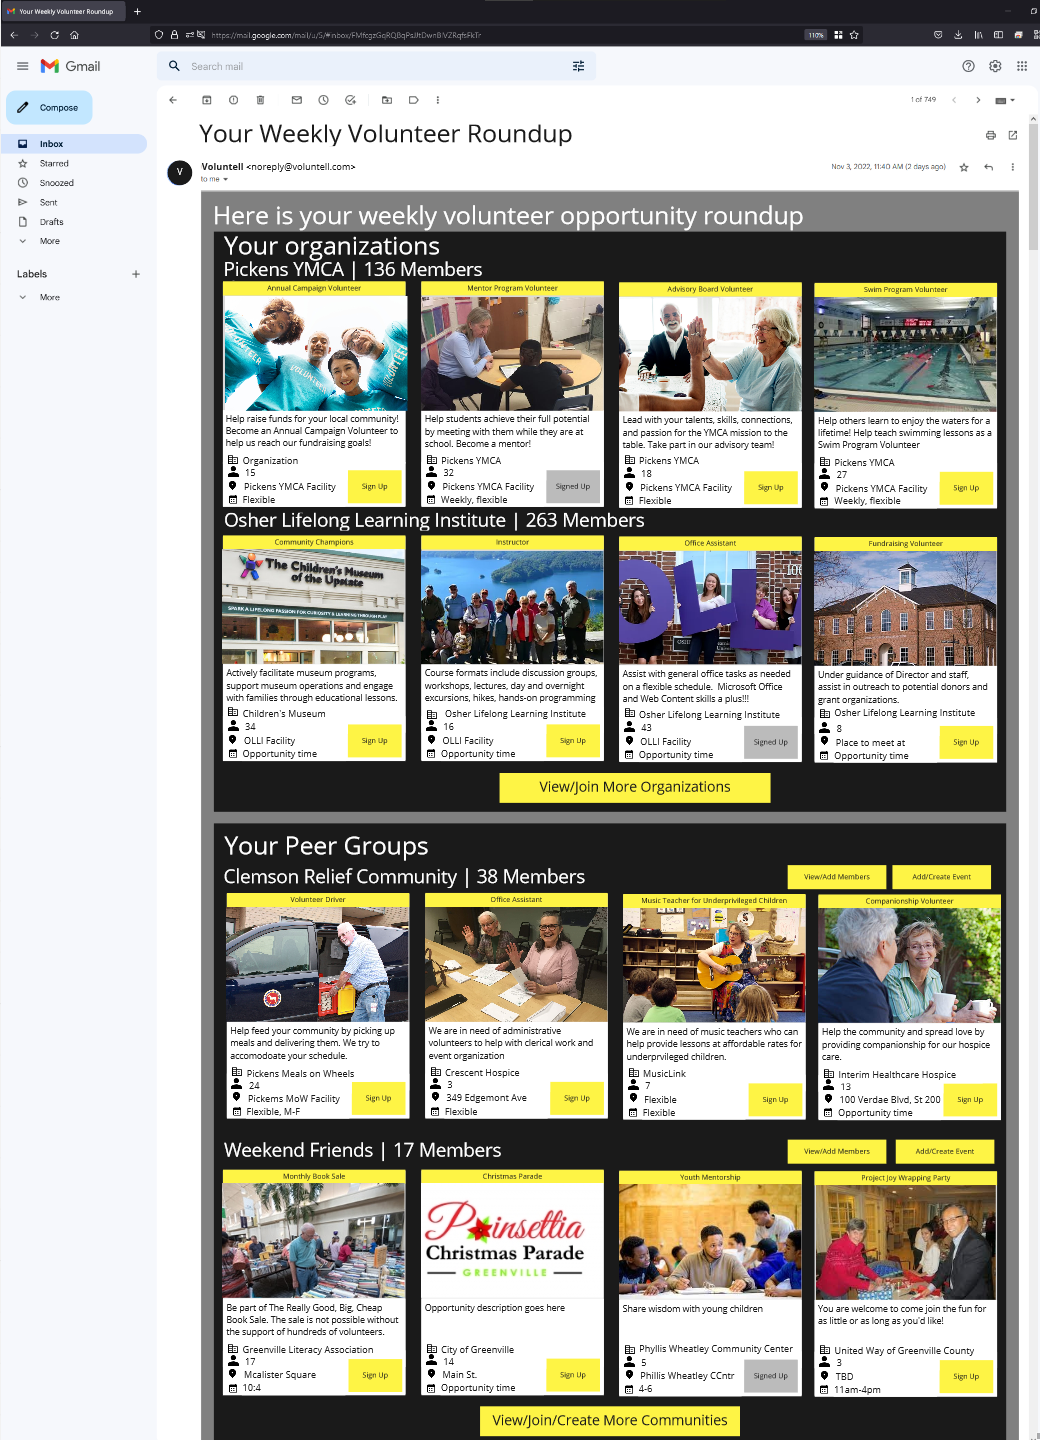 Your Weekly Volunteer Roundup
110%
Gmail
Search mail
Compose
1 of 749
Inbox
Starred
Snoozed
Sent
Drafts
More
Labels
More
Your Weekly Volunteer Roundup
V
Voluntell <noreply@voluntell.com>
Nov 3, 2022, 11:40 AM (2 days ago)
to me
Here is your weekly volunteer opportunity roundup
Your organizations
Pickens YMCA | 136 Members
Annual Campaign Volunteer
Help raise funds for your local community!
Become an Annual Campaign Volunteer to
help us reach our fundraising goals!
Organization
15
Pickens YMCA Facility
Flexible
Sign Up
Mentor Program Volunteer
Help students achieve their full potential
by meeting with them while they are at
school. Become a mentor!
Pickens YMCA
32
Pickens YMCA Facility
Weekly, flexible
Signed Up
Advisory Board Volunteer
Lead with your talents, skills, connections,
and passion for the YMCA mission to the
table. Take part in our advisory team!
Pickens YMCA
18
Pickens YMCA Facility
Flexible
Sign Up
Swim Program Volunteer
Help others learn to enjoy the waters for a
lifetime! Help teach swimming lessons as a
Swim Program Volunteer
Pickens YMCA
27
Pickens YMCA Facility
Weekly, flexible
Sign Up
Osher Lifelong Learning Institute | 263 Members
Community Champions
The Children's Museum
of the Upstate
SPARK A LIFELONG PASSION FOR CURIOSITY & LEARNING THROUGH PLAY
Actively facilitate museum programs,
support museum operations and engage
with families through educational lessons.
Children's Museum
34
OLLI Facility
Opportunity time
Sign Up
Instructor
Course formats include discussion groups,
workshops, lectures, day and overnight
excursions, hikes, hands-on programming
Osher Lifelong Learning Institute
16
OLLI Facility
Opportunity time
Sign Up
Office Assistant
OLLI
Assist with general office tasks as needed
on a flexible schedule. Microsoft Office
and Web Content skills a plus!!!
Osher Lifelong Learning Institute
43
OLLI Facility
Opportunity time
Signed Up
Fundraising Volunteer
Under guidance of Director and staff,
assist in outreach to potential donors and
grant organizations.
Osher Lifelong Learning Institute
8
Place to meet at
Opportunity time
Sign Up
View/Join More Organizations
Your Peer Groups
Clemson Relief Community | 38 Members
View/Add Members
Add/Create Event
Volunteer Driver
Help feed your community by picking up
meals and delivering them. We try to
accomodoate your schedule.
Pickens Meals on Wheels
24
Pickems MoW Facility
Flexible, M-F
Sign Up
Office Assistant
We are in need of administrative
volunteers to help with clerical work and
event organization
Crescent Hospice
3
349 Edgemont Ave
Flexible
Sign Up
Music Teacher for Underprivileged Children
We are in need of music teachers who can
help provide lessons at affordable rates for
underprvileged children.
MusicLink
7
Flexible
Flexible
Sign Up
Companionship Volunteer
Help the community and spread love by
providing companionship for our hospice
care.
Interim Healthcare Hospice
13
100 Verdae Blvd, St 200
Opportunity time
Sign Up
Weekend Friends | 17 Members
View/Add Members
Add/Create Event
Monthly Book Sale
Be part of The Really Good, Big, Cheap
Book Sale. The sale is not possible without
the support of hundreds of volunteers.
Greenville Literacy Association
17
Mcalister Square
10:4
Sign Up
Christmas Parade
Poinsettia
Christmas Parade
GREENVILLE
Opportunity description goes here
City of Greenville
14
Main St.
Opportunity time
Sign Up
Youth Mentorship
Share wisdom with young children
Phyllis Wheatley Community Center
5
Phillis Wheatley CCntr
4-6
Signed Up
Project Joy Wrapping Party
You are welcome to come join the fun for
as little or as long as you'd like!
United Way of Greenville County
3
TBD
11am-4pm
Sign Up
View/Join/Create More Communities